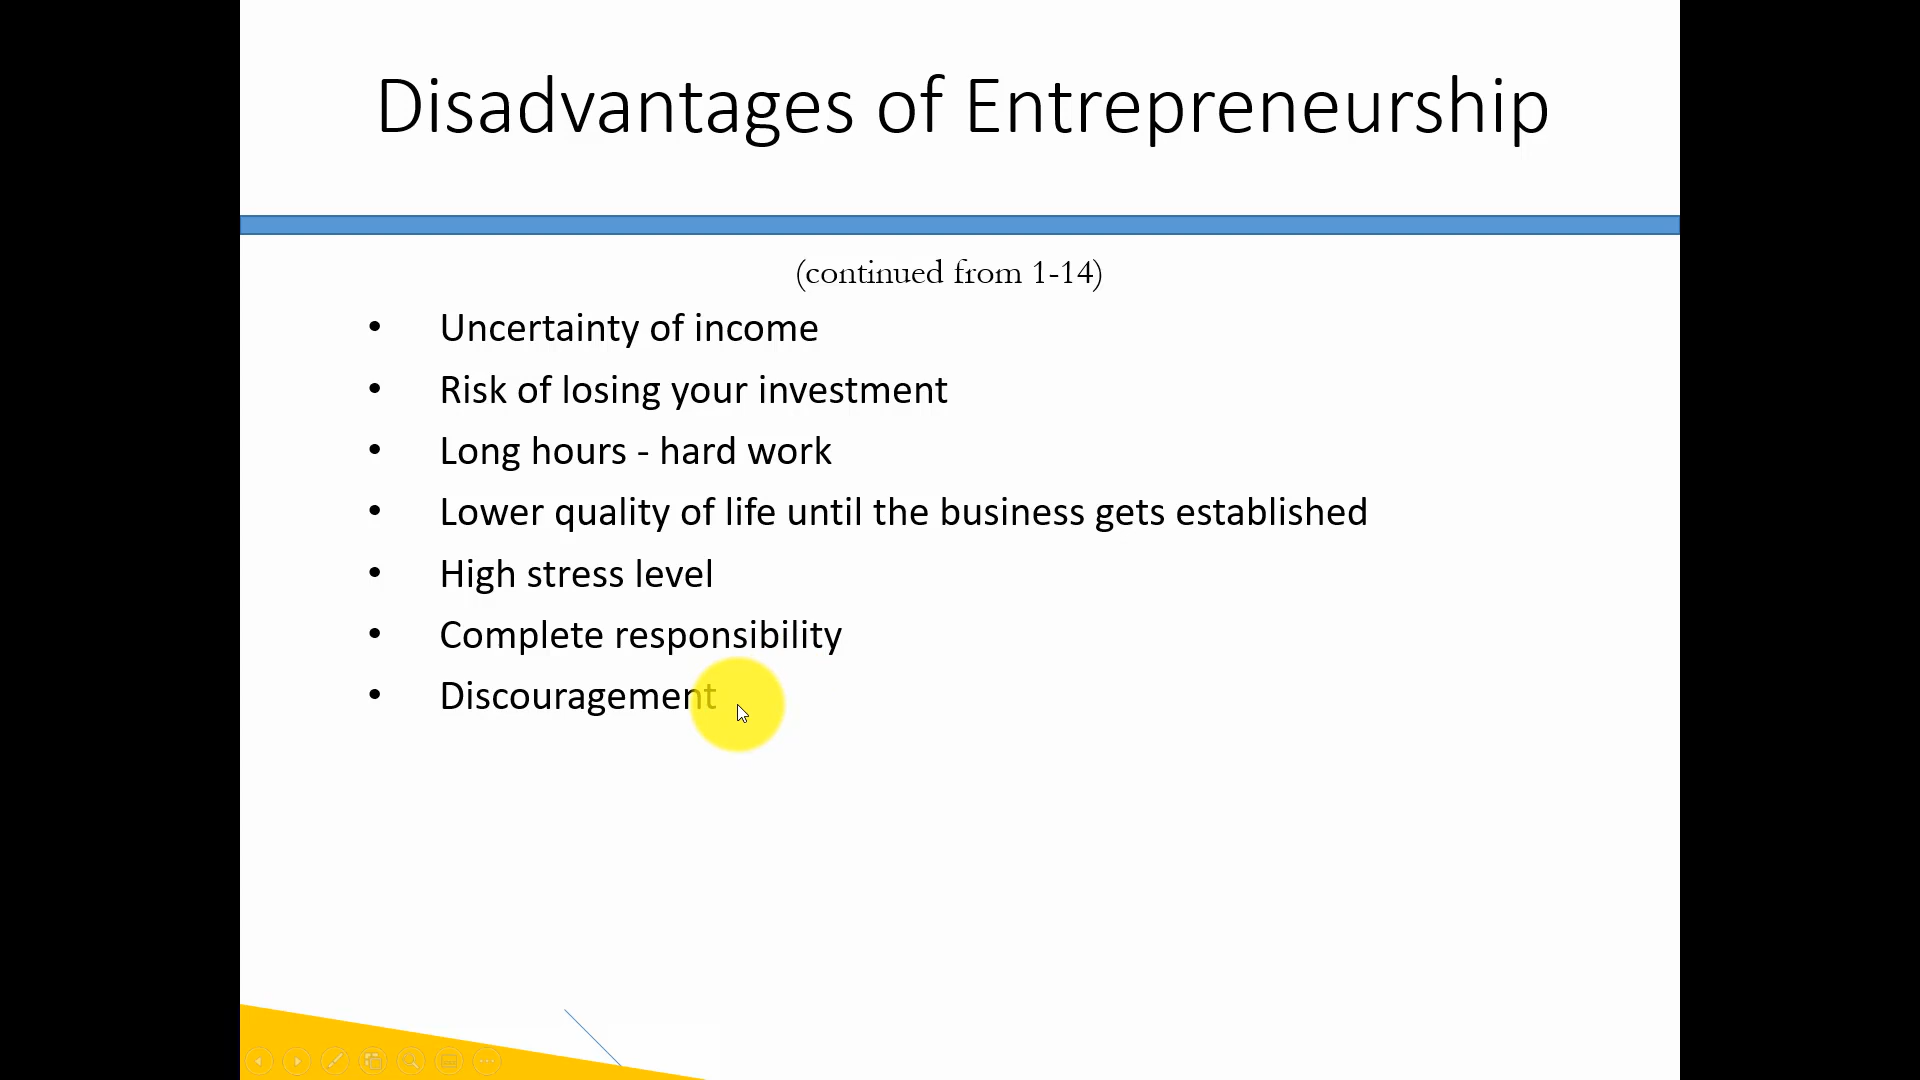 Disadvantages of Entrepreneurship
(continued from 1-14)
• Uncertainty of income
• Risk of losing your investment
• Long hours - hard work
• Lower quality of life until the business gets established
• High stress level
• Complete responsibility
• Discouragement